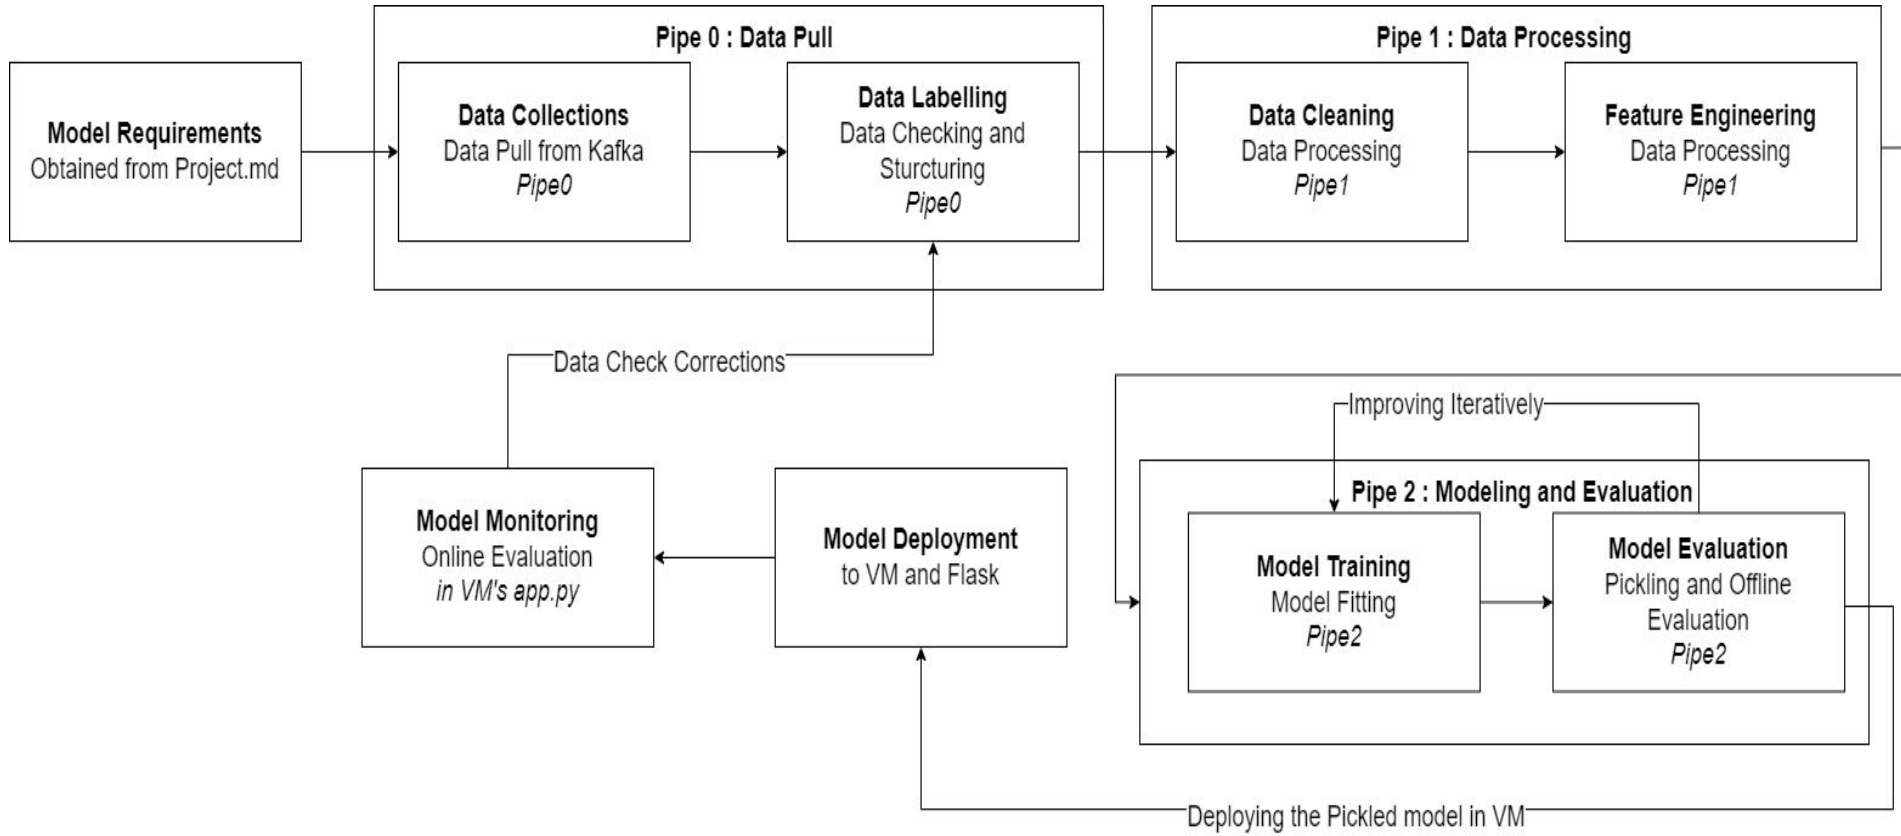 Pipe 0 : Data Pull
Pipe 1 : Data Processing
Model Requirements
Obtained from Project.md
Data Collections
Data Pull from Kafka
Pipe0
Data Labelling
Data Checking and
Sturcturing
Pipe0
Data Cleaning
Data Processing
Pipe1
Feature Engineering
Data Processing
Pipe1
Data Check Corrections
Improving Iteratively
Pipe 2 : Modeling and Evaluation
Model Monitoring
Online Evaluation
in VM's app.py
Model Deployment
to VM and Flask
Model Training
Model Fitting
Pipe2
Model Evaluation
Pickling and Offline
Evaluation
Pipe2
Deploying the Pickled model in VM